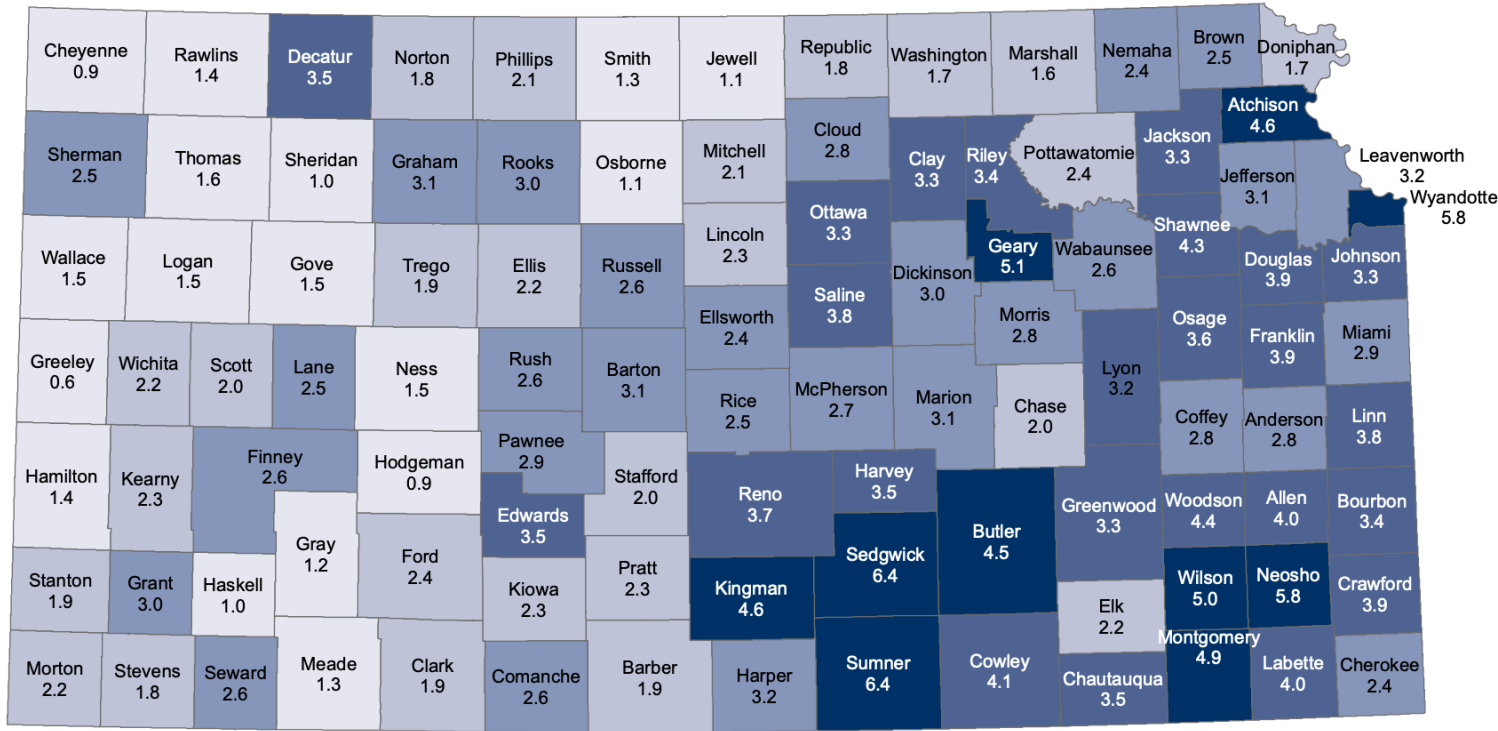 Cheyenne
0.9
Rawlins
1.4
Decatur
3.5
Norton
1.8
Phillips
2.1
Smith
1.3
Jewell
1.1
Republic
1.8
Washington
1.7
Marshall
1.6
Nemaha
2.4
Brown
2.5
Doniphan
1.7
Sherman
2.5
Thomas
1.6
Sheridan
1.0
Graham
3.1
Rooks
3.0
Osborne
1.1
Mitchell
2.1
Cloud
2.8
Clay
3.3
Riley
3.4
Pottawatomie
2.4
Jackson
3.3
Atchison
4.6
Jefferson
3.1
Leavenworth
3.2
Wyandotte
5.8
Wallace
1.5
Logan
1.5
Gove
1.5
Trego
1.9
Ellis
2.2
Russell
2.6
Lincoln
2.3
Ottawa
3.3
Saline
3.8
Dickinson
3.0
Geary
5.1
Wabaunsee
2.6
Shawnee
4.3
Douglas
3.9
Johnson
3.3
Greeley
0.6
Wichita
2.2
Scott
2.0
Lane
2.5
Ness
1.5
Rush
2.6
Barton
3.1
Ellsworth
2.4
Rice
2.5
McPherson
2.7
Marion
3.1
Morris
2.8
Chase
2.0
Lyon
3.2
Osage
3.6
Franklin
3.9
Miami
2.9
Coffey
2.8
Anderson
2.8
Linn
3.8
Hamilton
1.4
Kearny
2.3
Finney
2.6
Hodgeman
0.9
Pawnee
2.9
Stafford
2.0
Edwards
3.5
Reno
3.7
Harvey
3.5
Sedgwick
6.4
Butler
4.5
Greenwood
3.3
Woodson
4.4
Allen
4.0
Bourbon
3.4
Stanton
1.9
Grant
3.0
Haskell
1.0
Gray
1.2
Ford
2.4
Kiowa
2.3
Pratt
2.3
Kingman
4.6
Elk
2.2
Wilson
5.0
Neosho
5.8
Crawford
3.9
Morton
2.2
Stevens
1.8
Seward
2.6
Meade
1.3
Clark
1.9
Comanche
2.6
Barber
1.9
Harper
3.2
Sumner
6.4
Cowley
4.1
Chautauqua
3.5
Montgomery
4.9
Labette
4.0
Cherokee
2.4